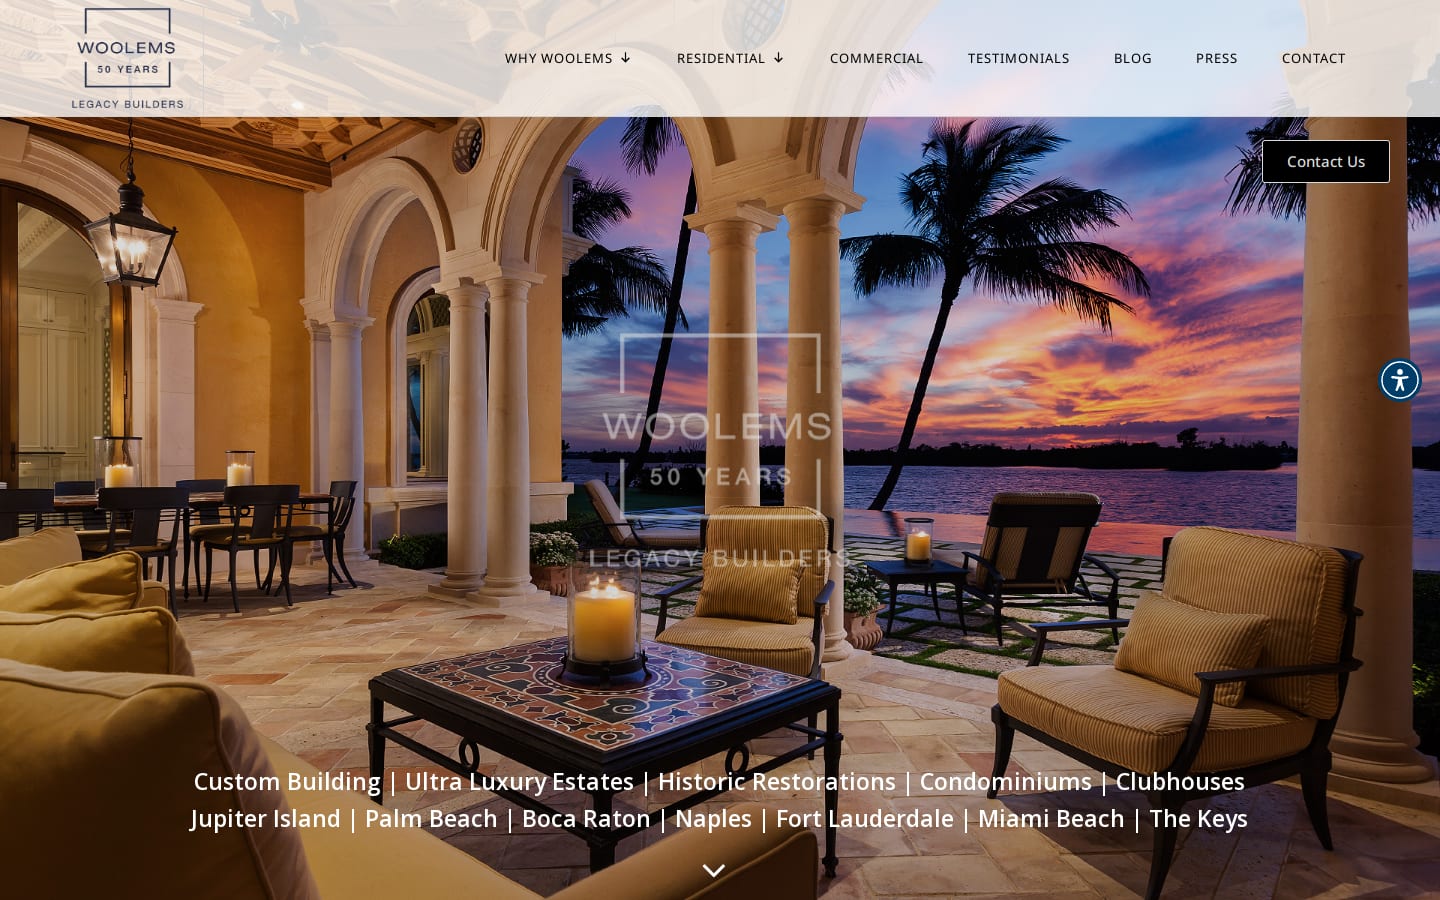 WOOLEMS
50 YEARS
LEGACY BUILDERS
WHY WOOLEMS
RESIDENTIAL
COMMERCIAL
TESTIMONIALS
BLOG
PRESS
CONTACT
Contact Us
WOOLEMS
50 YEARS
LEGACY BUILDERS
Custom Building | Ultra Luxury Estates | Historic Restorations | Condominiums | Clubhouses
Jupiter Island | Palm Beach | Boca Raton | Naples | Fort Lauderdale | Miami Beach | The Keys